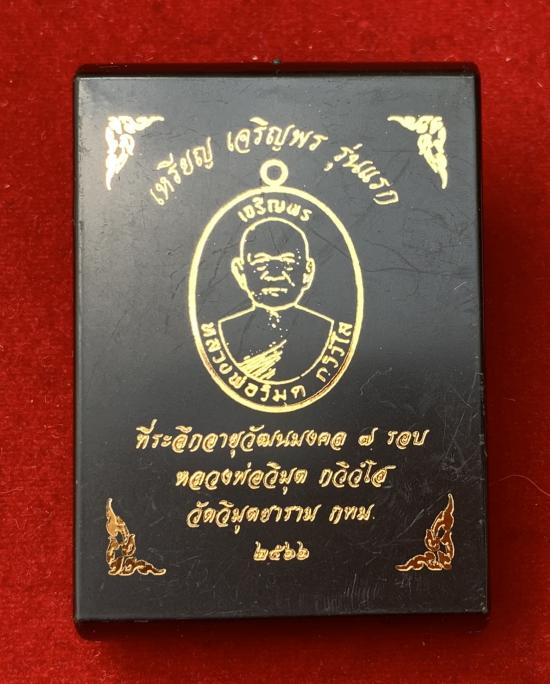 เหรียญ เจริญพร รุ่นแรก
เจริญพร
หลวงพ่อวิมุต กวิวํโส
ที่ระลึกอายุวัฒนมงคล ๗ รอบ
หลวงพ่อวิมุต กวิวํโส
วัดวิมุตยาราม กทม.
๒๕๖๖